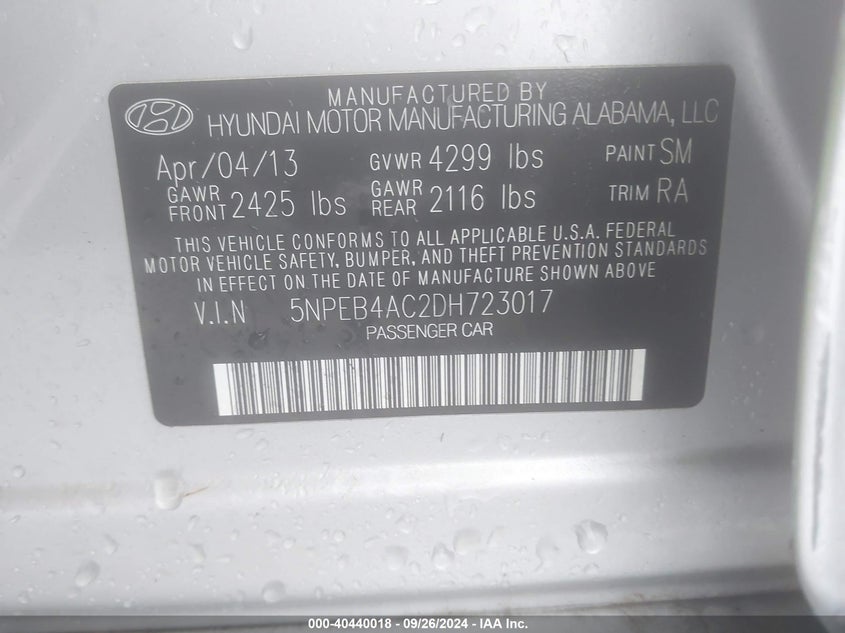 MANUFACTURED BY
HYUNDAI MOTOR MANUFACTURING ALABAMA, LLC
Apr/04/13 GVWR 4299 lbs PAINT SM
GAWR FRONT 2425 lbs GAWR REAR 2116 lbs TRIM RA
THIS VEHICLE CONFORMS TO ALL APPLICABLE U.S.A. FEDERAL
MOTOR VEHICLE SAFETY, BUMPER, AND THEFT PREVENTION STANDARDS
IN EFFECT ON THE DATE OF MANUFACTURE SHOWN ABOVE
V.I.N 5NPEB4AC2DH723017
PASSENGER CAR
000-40440018 - 09/26/2024 - IAA Inc.